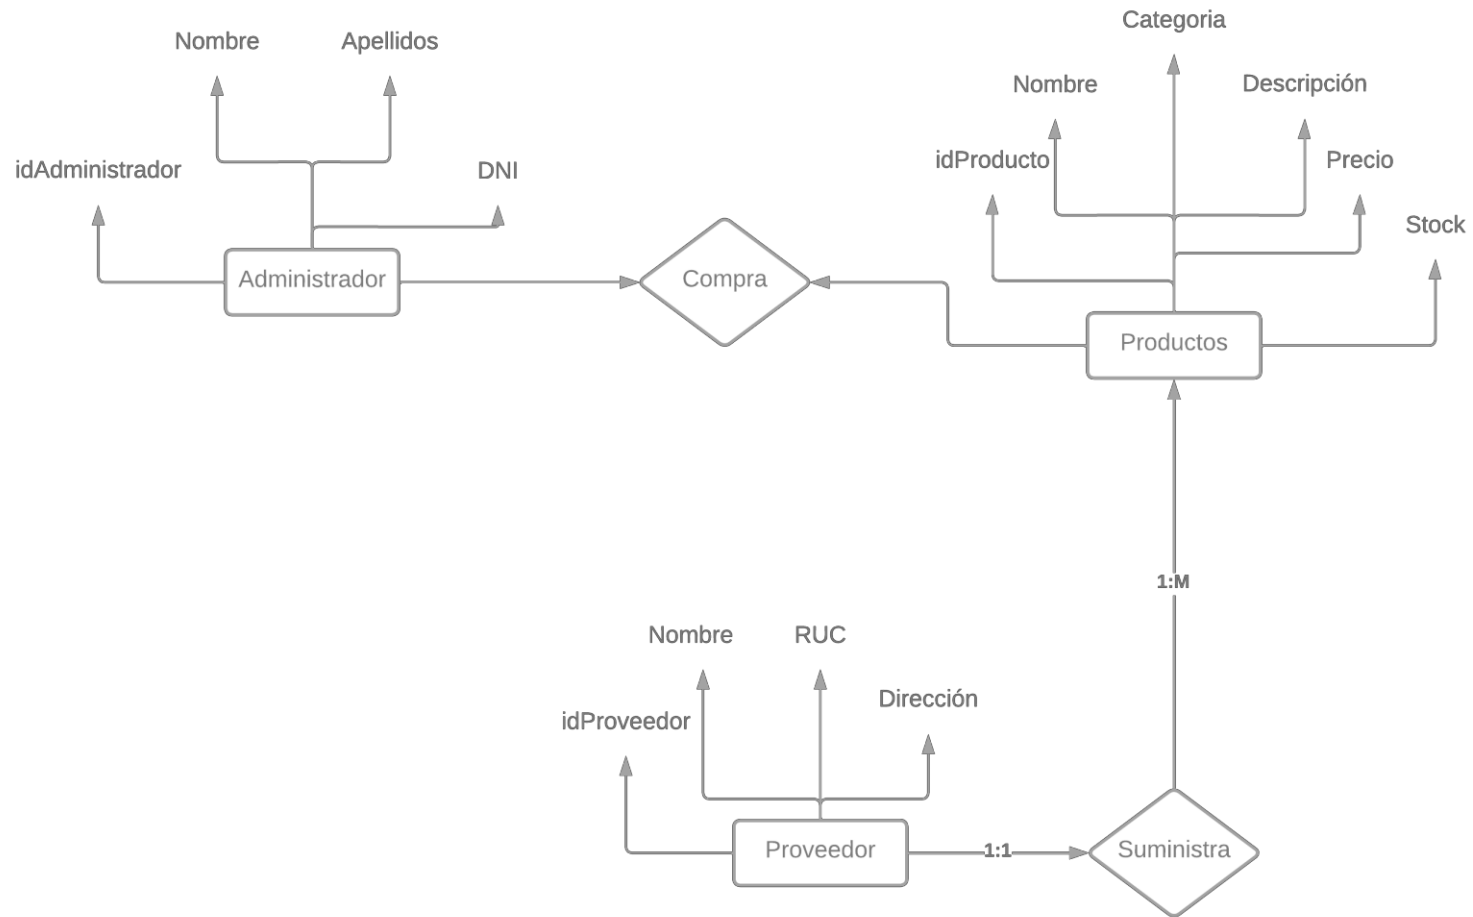 Categoria
Nombre
Apellidos
Nombre
Descripción
idAdministrador
DNI
idProducto
Precio
Stock
Administrador
Compra
Productos
1:M
Nombre
RUC
Dirección
idProveedor
Proveedor
1:1
Suministra